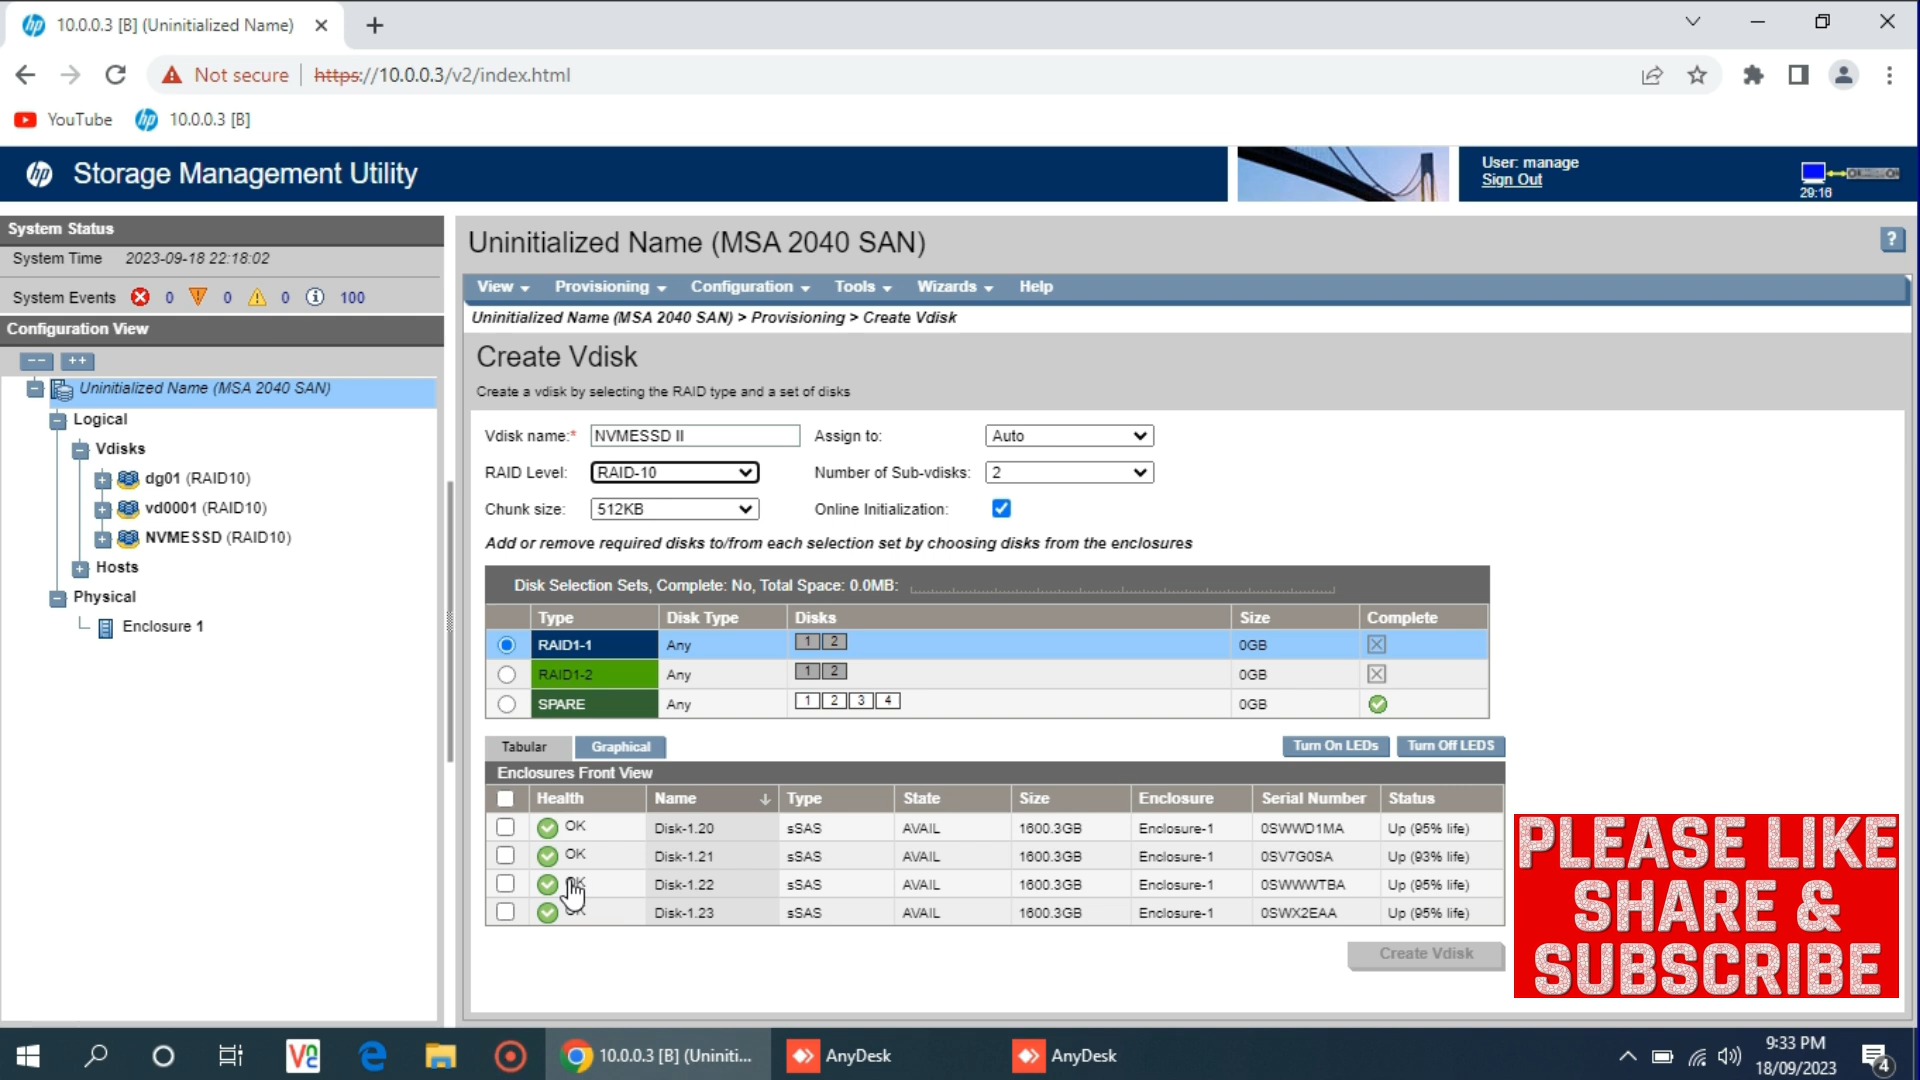 10.0.0.3 [B] (Uninitialized Name)
Not secure https://10.0.0.3/v2/index.html
YouTube 10.0.0.3 [B]
hp Storage Management Utility
User: manage
Sign Out
29:16
System Status
System Time 2023-09-18 22:18:02
System Events 0 0 0 100
Configuration View
-- ++
Uninitialized Name (MSA 2040 SAN)
Logical
Vdisks
dg01 (RAID10)
vd0001 (RAID10)
NVMESSD (RAID10)
Hosts
Physical
Enclosure 1
Uninitialized Name (MSA 2040 SAN)
?
View Provisioning Configuration Tools Wizards Help
Uninitialized Name (MSA 2040 SAN) > Provisioning > Create Vdisk
Create Vdisk
Create a vdisk by selecting the RAID type and a set of disks
Vdisk name:* NVMESSD II Assign to: Auto
RAID Level: RAID-10 Number of Sub-vdisks: 2
Chunk size: 512KB Online Initialization:
Add or remove required disks to/from each selection set by choosing disks from the enclosures
Disk Selection Sets, Complete: No, Total Space: 0.0MB:
Type Disk Type Disks Size Complete
RAID1-1 Any 1 2 0GB
RAID1-2 Any 1 2 0GB
SPARE Any 1 2 3 4 0GB
Tabular Graphical Turn On LEDs Turn Off LEDS
Enclosures Front View
Health Name Type State Size Enclosure Serial Number Status
OK Disk-1.20 sSAS AVAIL 1600.3GB Enclosure-1 0SWWD1MA Up (95% life)
OK Disk-1.21 sSAS AVAIL 1600.3GB Enclosure-1 0SV7G0SA Up (93% life)
OK Disk-1.22 sSAS AVAIL 1600.3GB Enclosure-1 0SWWWTBA Up (95% life)
OK Disk-1.23 sSAS AVAIL 1600.3GB Enclosure-1 0SWX2EAA Up (95% life)
Create Vdisk
PLEASE LIKE
SHARE &
SUBSCRIBE
10.0.0.3 [B] (Uniniti... AnyDesk AnyDesk
9:33 PM
18/09/2023
4